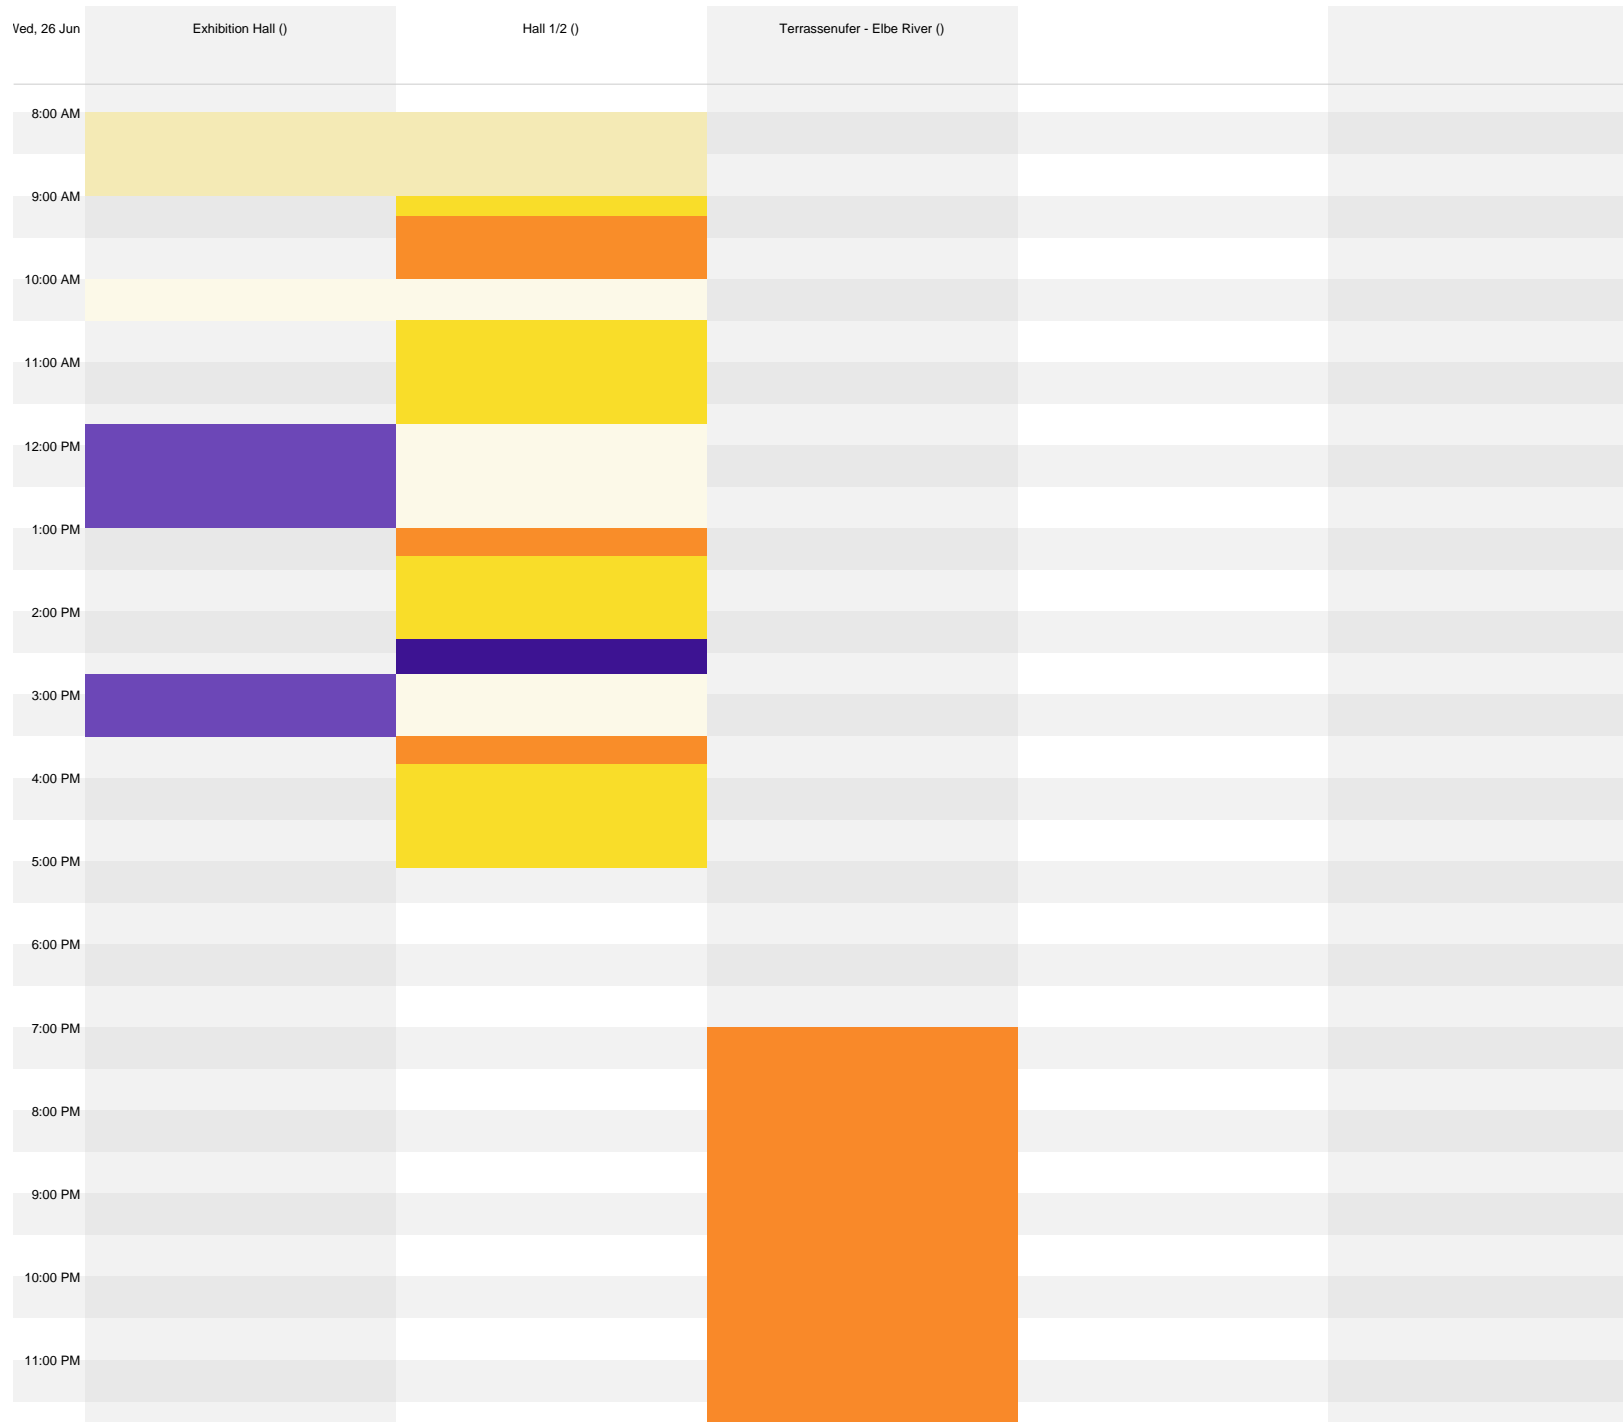 Wed, 26 Jun Exhibition Hall () Hall 1/2 () Terrassenufer - Elbe River ()
8:00 AM
9:00 AM
10:00 AM
11:00 AM
12:00 PM
1:00 PM
2:00 PM
3:00 PM
4:00 PM
5:00 PM
6:00 PM
7:00 PM
8:00 PM
9:00 PM
10:00 PM
11:00 PM